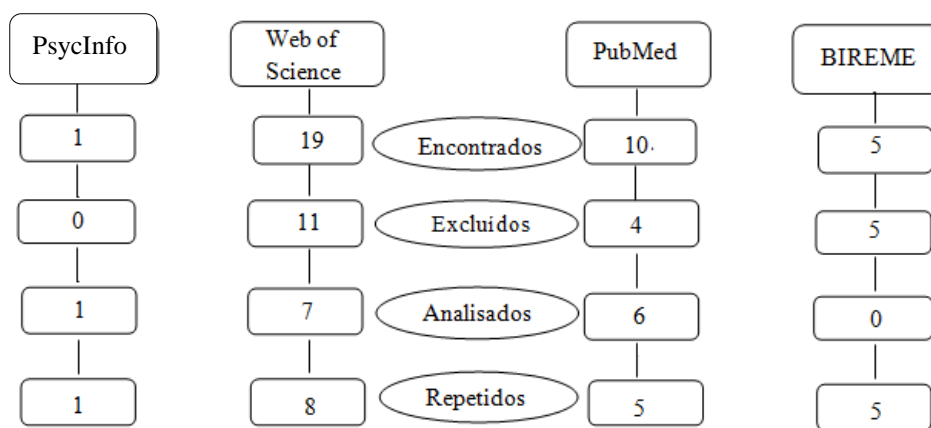 PsycInfo
Web of
Science
PubMed
BIREME
1
19
Encontrados
10.
5
0
11
Excluídos
4
5
1
7
Analisados
6
0
1
8
Repetidos
5
5